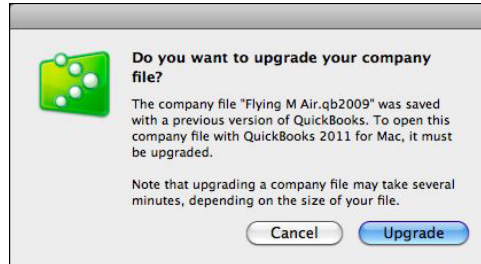 Do you want to upgrade your company
file?
The company file "Flying M Air.qb2009" was saved
with a previous version of QuickBooks. To open this
company file with QuickBooks 2011 for Mac, it must
be upgraded.
Note that upgrading a company file may take several
minutes, depending on the size of your file.
Cancel
Upgrade